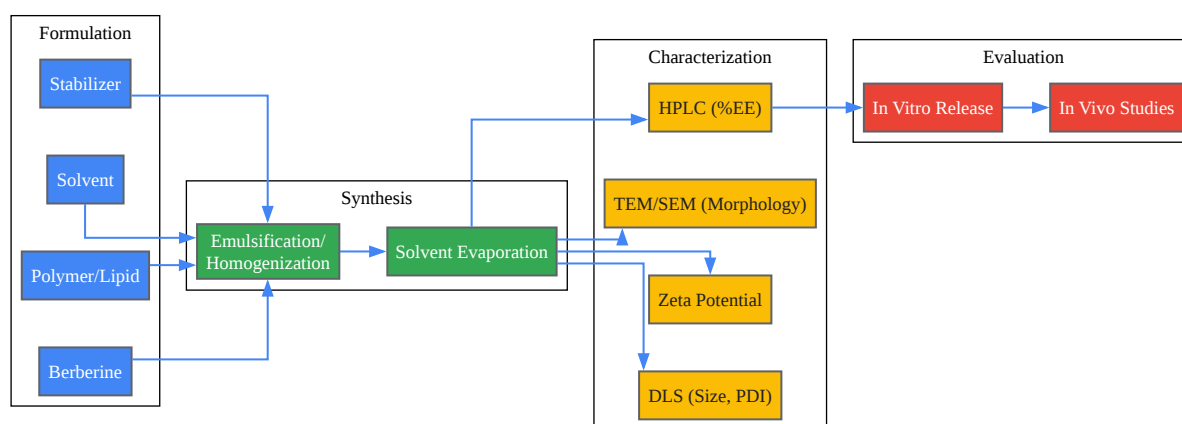 Formulation
Stabilizer
Solvent
Polymer/Lipid
Berberine
Synthesis
Emulsification/
Homogenization
Solvent Evaporation
Characterization
HPLC (%EE)
TEM/SEM (Morphology)
Zeta Potential
DLS (Size, PDI)
Evaluation
In Vitro Release
In Vivo Studies